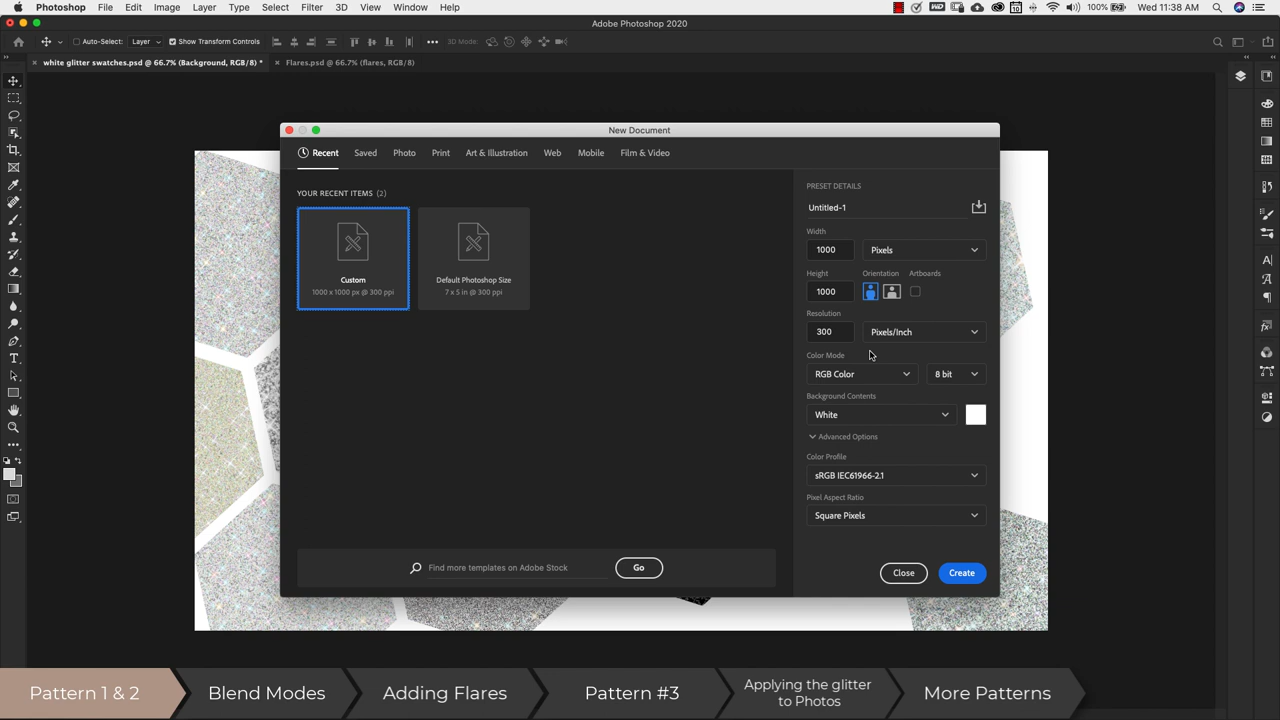 Photoshop File Edit Image Layer Type Select Filter 3D View Window Help
100% Wed 11:38 AM
Adobe Photoshop 2020
Auto-Select: Layer Show Transform Controls 3D Mode:
white glitter swatches.psd @ 66.7% (Background, RGB/8) * Flares.psd @ 66.7% (flares, RGB/8)
New Document
Recent Saved Photo Print Art & Illustration Web Mobile Film & Video
YOUR RECENT ITEMS (2)
Custom
1000 x 1000 px @ 300 ppi
Default Photoshop Size
7 x 5 in @ 300 ppi
PRESET DETAILS
Untitled-1
Width
1000 Pixels
Height Orientation Artboards
1000
Resolution
300 Pixels/Inch
Color Mode
RGB Color 8 bit
Background Contents
White
Advanced Options
Color Profile
sRGB IEC61966-2.1
Pixel Aspect Ratio
Square Pixels
Find more templates on Adobe Stock Go
Close Create
Pattern 1 & 2
Blend Modes
Adding Flares
Pattern #3
Applying the glitter
to Photos
More Patterns